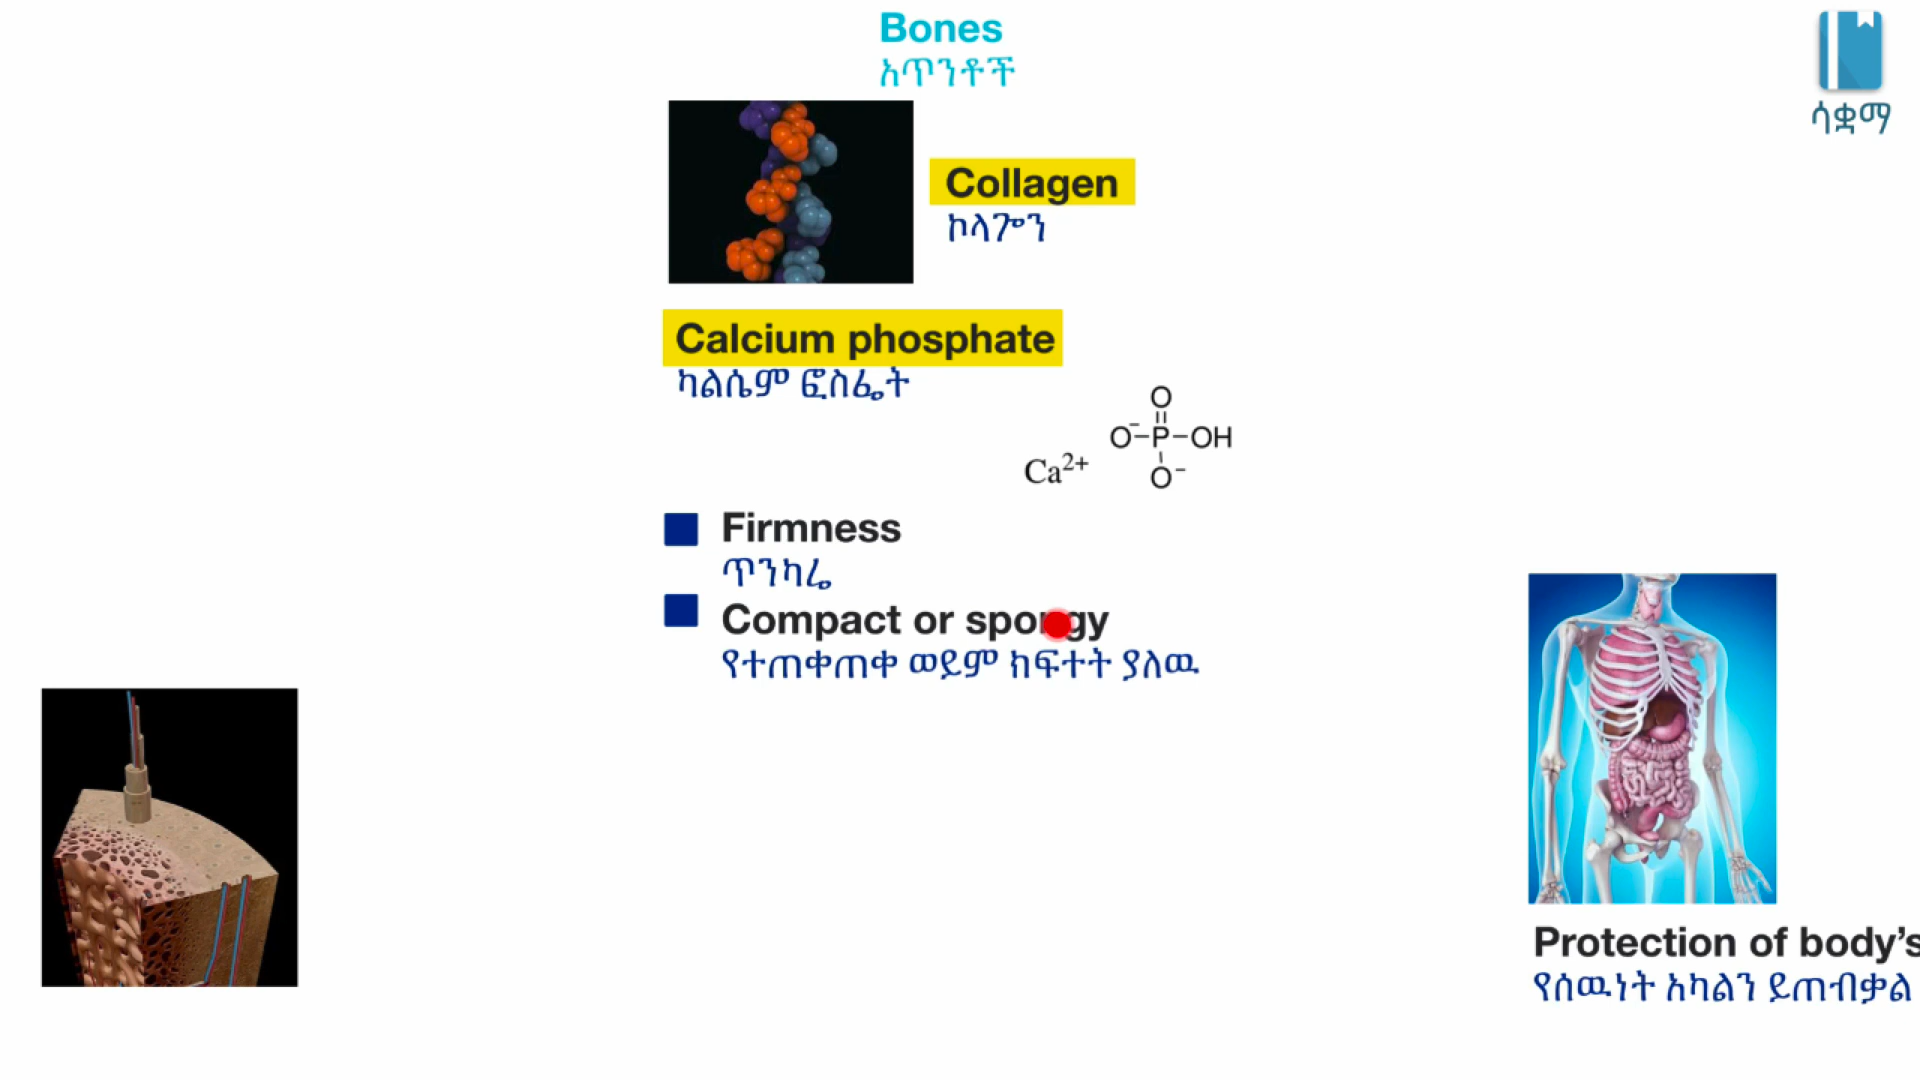 Bones
አጥንቶች
ሳቋማ
Collagen
ኮላጆን
Calcium phosphate
ካልሴም ፎስፌት
O
O⁻–P–OH
Ca²⁺
O⁻
Firmness
ጥንካሬ
Compact or spongy
የተጠቀጠቀ ወይም ክፍተት ያለዉ
Protection of body's
የሰዉነት አካልን ይጠብቃል